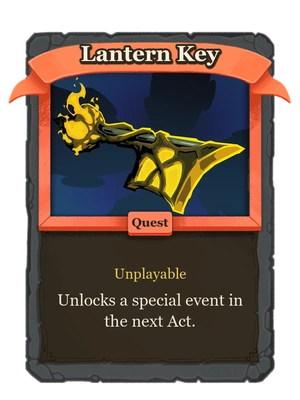 Lantern Key
Quest
Unplayable
Unlocks a special event in
the next Act.